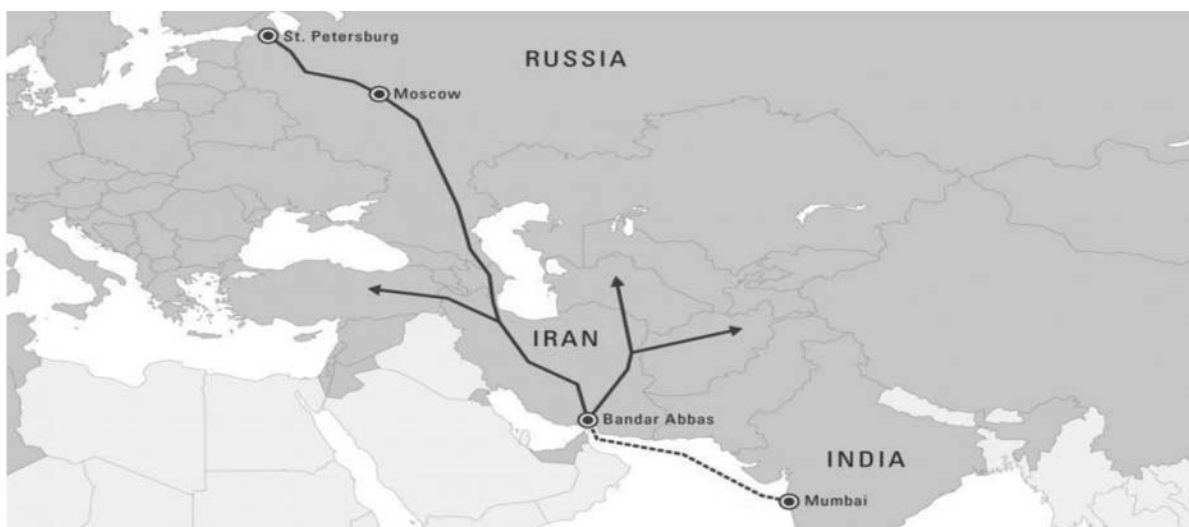 St. Petersburg
RUSSIA
Moscow
IRAN
Bandar Abbas
INDIA
Mumbai